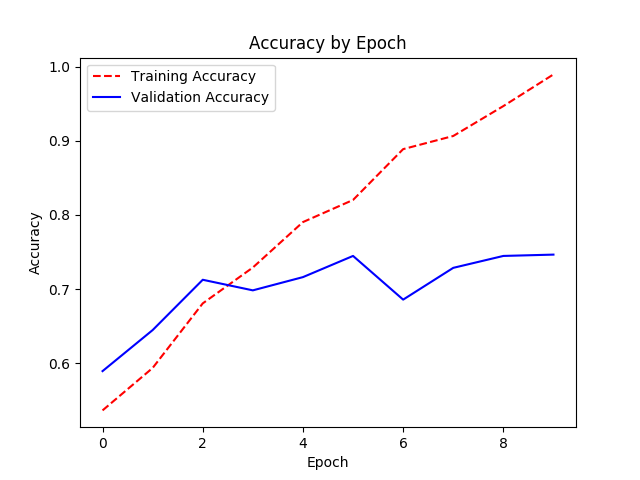 Accuracy by Epoch
Training Accuracy
Validation Accuracy
1.0
0.9
0.8
0.7
0.6
Accuracy
0 2 4 6 8
Epoch